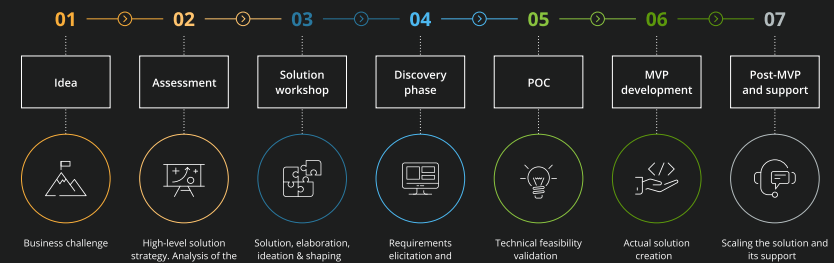 01 02 03 04 05 06 07
Idea
Assessment
Solution
workshop
Discovery
phase
POC
MVP
development
Post-MVP
and support
</>
Business challenge
High-level solution
strategy. Analysis of the
Solution, elaboration,
ideation & shaping
Requirements
elicitation and
Technical feasibility
validation
Actual solution
creation
Scaling the solution and
its support